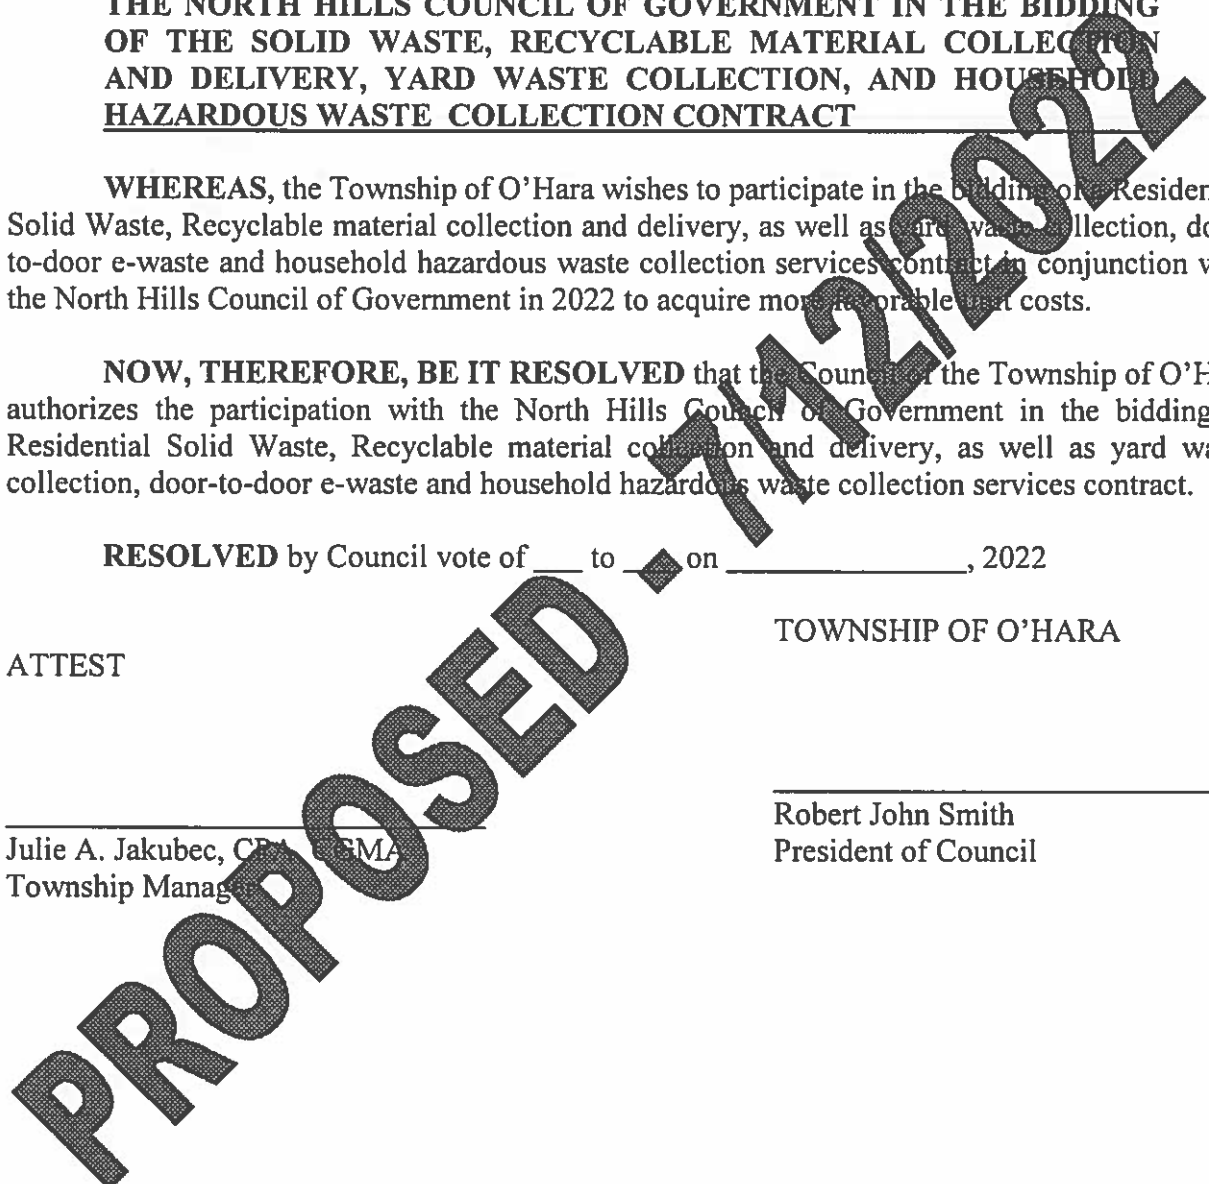 THE NORTH HILLS COUNCIL OF GOVERNMENT IN THE BIDDING
OF THE SOLID WASTE, RECYCLABLE MATERIAL COLLECTION
AND DELIVERY, YARD WASTE COLLECTION, AND HOUSEHOLD
HAZARDOUS WASTE COLLECTION CONTRACT
WHEREAS, the Township of O'Hara wishes to participate in the bidding of a Residen
Solid Waste, Recyclable material collection and delivery, as well as yard waste collection, do
to-door e-waste and household hazardous waste collection services contract in conjunction w
the North Hills Council of Government in 2022 to acquire more favorable unit costs.
NOW, THEREFORE, BE IT RESOLVED that the Council of the Township of O'H
authorizes the participation with the North Hills Council of Government in the bidding
Residential Solid Waste, Recyclable material collection and delivery, as well as yard wa
collection, door-to-door e-waste and household hazardous waste collection services contract.
RESOLVED by Council vote of ___ to ___ on _______________, 2022
TOWNSHIP OF O'HARA
ATTEST
Robert John Smith
President of Council
Julie A. Jakubec, CPA, CGMA
Township Manager
PROPOSED - 7/12/2022